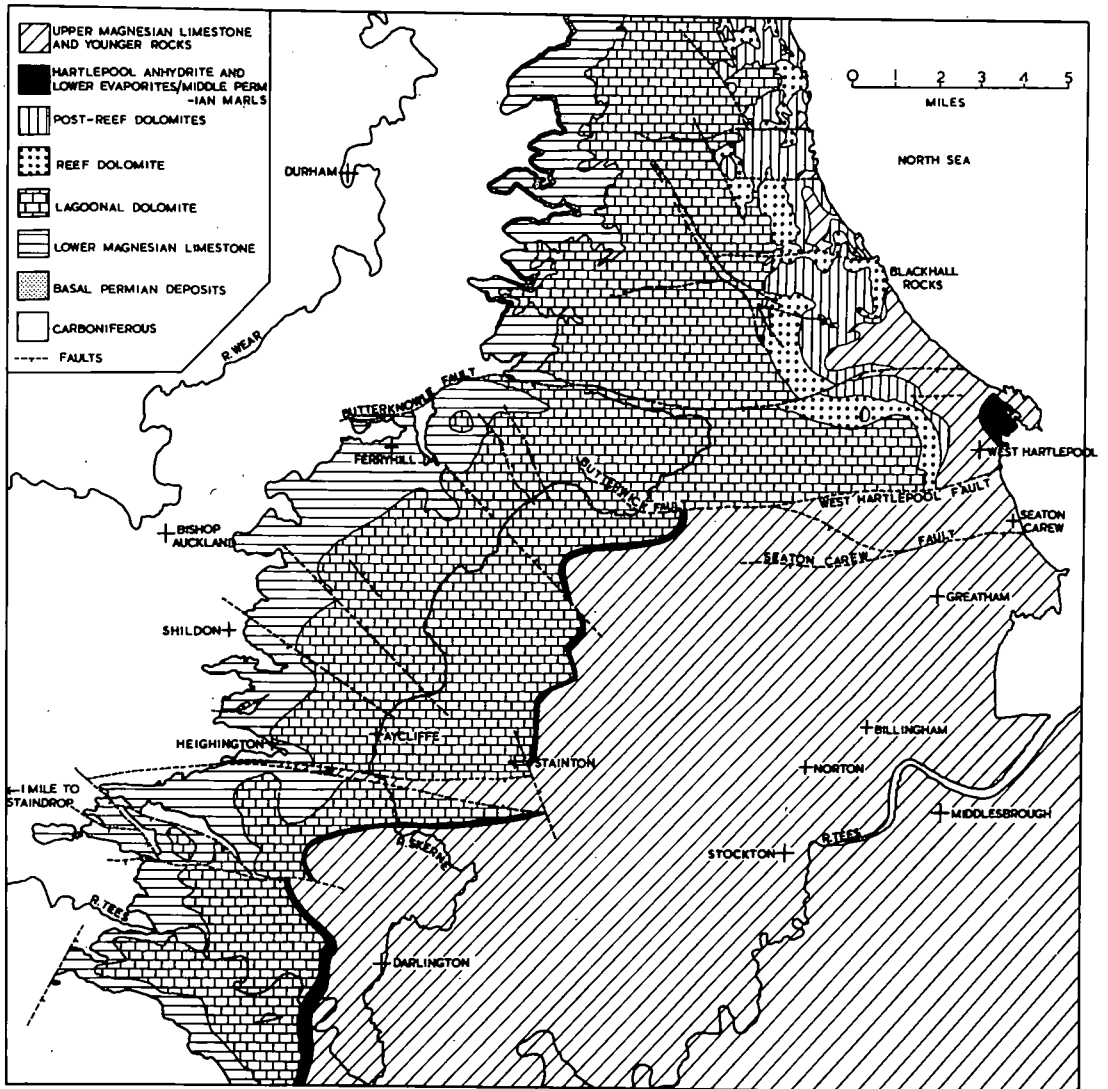 UPPER MAGNESIAN LIMESTONE
AND YOUNGER ROCKS
HARTLEPOOL ANHYDRITE AND
LOWER EVAPORITES/MIDDLE PERM
-IAN MARLS
POST-REEF DOLOMITES
REEF DOLOMITE
LAGOONAL DOLOMITE
LOWER MAGNESIAN LIMESTONE
BASAL PERMIAN DEPOSITS
CARBONIFEROUS
FAULTS
0 1 2 3 4 5
MILES
NORTH SEA
DURHAM
BLACKHALL
ROCKS
R. WEAR
BUTTERKNOWLE FAULT
FERRYHILL
WEST HARTLEPOOL
BUTTERWICK FAUL
WEST HARTLEPOOL FAULT
SEATON
CAREW
BISHOP
AUCKLAND
SEATON CAREW FAULT
GREATHAM
SHILDON
BILLINGHAM
HEIGHINGTON
AYCLIFFE
STAINTON
NORTON
1 MILE TO
STAINDROP
MIDDLESBROUGH
R. SKERNE
R. TEES
STOCKTON
R. TEES
DARLINGTON